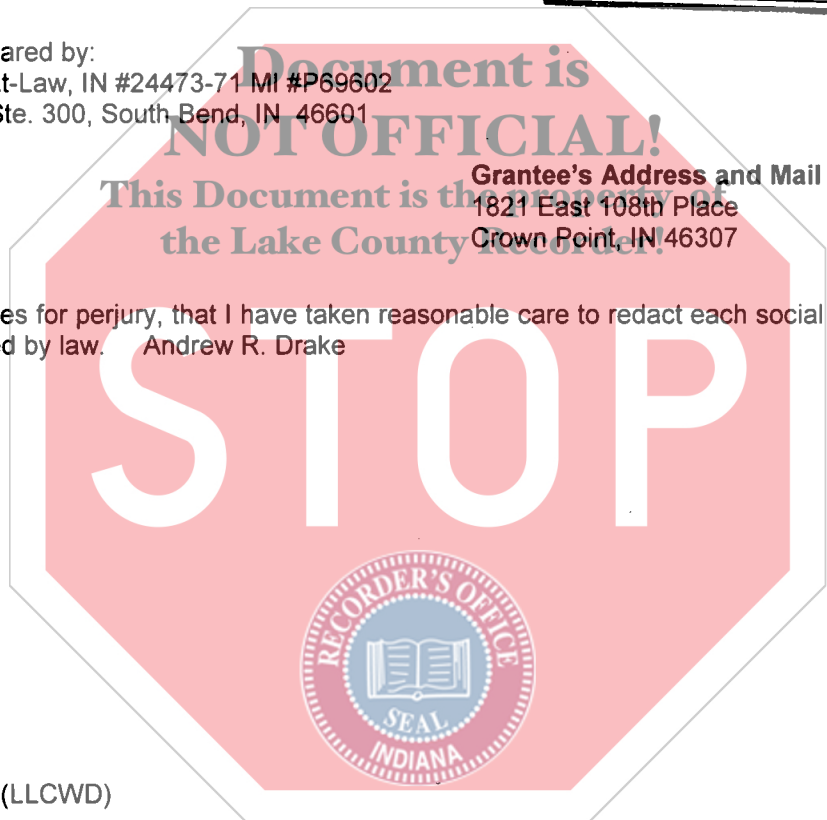 ared by:
t-Law, IN #24473-71 MI #P69602
Ste. 300, South Bend, IN 46601
Document is
NOT OFFICIAL!
This Document is the property of
the Lake County Recorder!
Grantee's Address and Mail
1821 East 108th Place
Crown Point, IN 46307
es for perjury, that I have taken reasonable care to redact each social
d by law. Andrew R. Drake
STOP
RECORDER'S OFFICE
SEAL
INDIANA
(LLCWD)